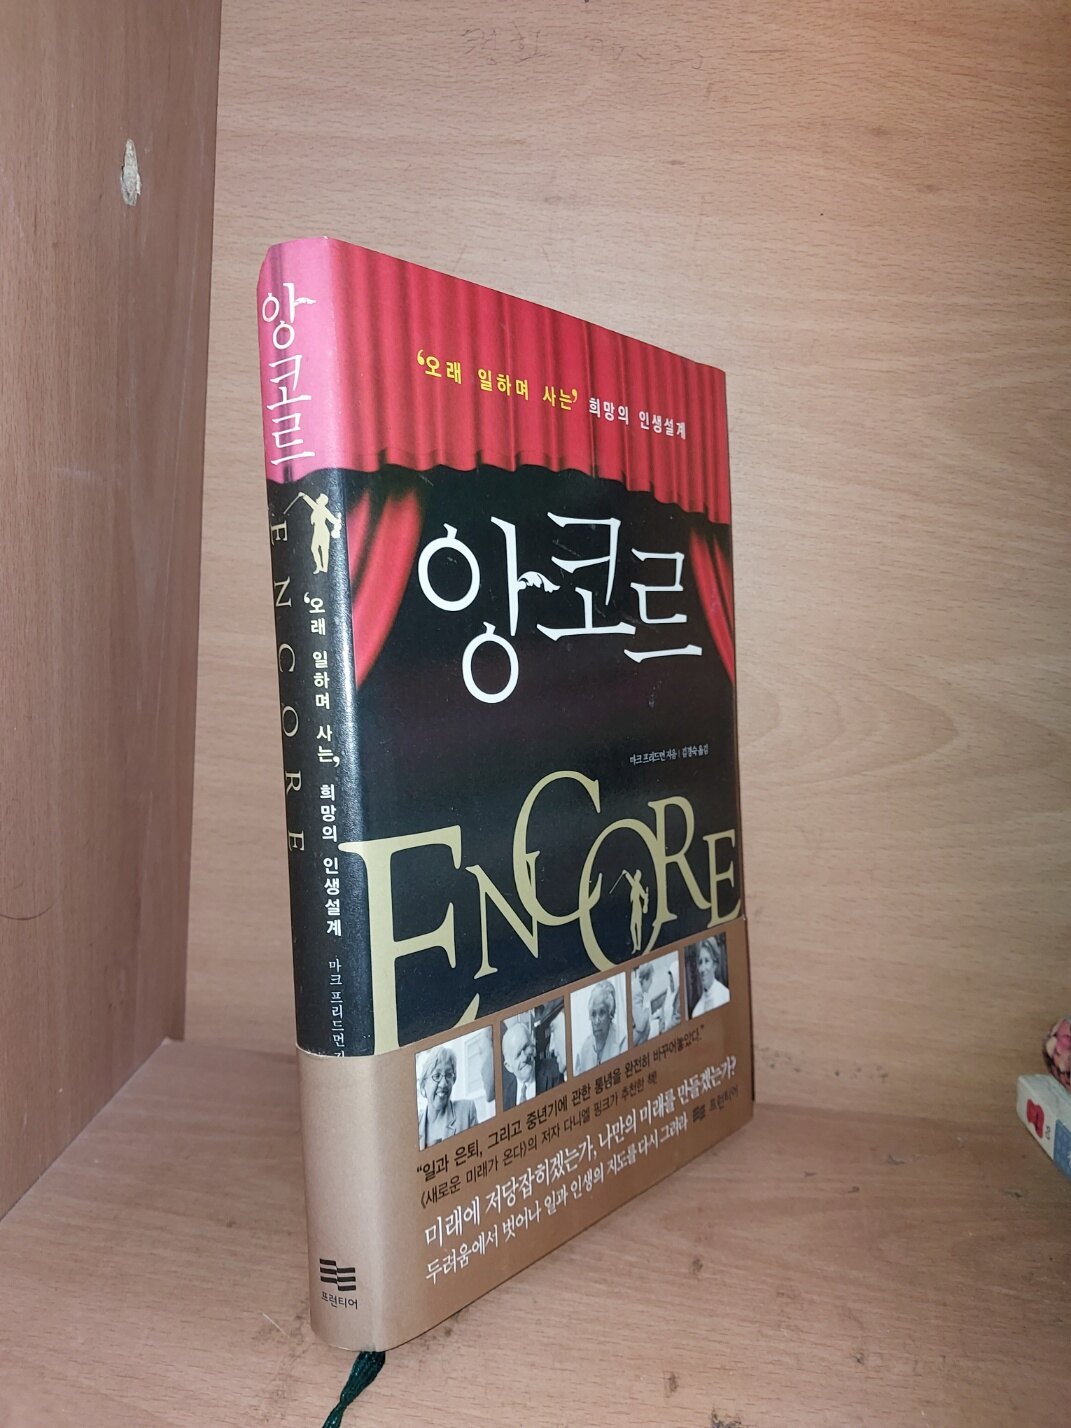 앙코르
ENCORE
‘오래 일하며 사는’ 희망의 인생설계
마크 프리드먼
프런티어
‘오래 일하며 사는’ 희망의 인생설계
앙코르
마크 프리드먼 지음 | 김경숙 옮김
ENCORE
“일과 은퇴, 그리고 중년기에 관한 통념을 완전히 바꾸어놓았다.”
《새로운 미래가 온다》의 저자 다니엘 핑크가 추천한 책!
미래에 저당잡히겠는가, 나만의 미래를 만들겠는가?
두려움에서 벗어나 일과 인생의 지도를 다시 그려라
프런티어